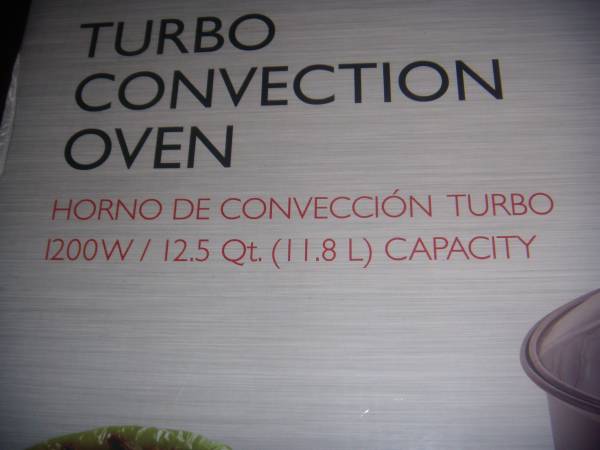 TURBO
CONVECTION
OVEN
HORNO DE CONVECCIÓN TURBO
1200W / 12.5 Qt. (11.8 L) CAPACITY